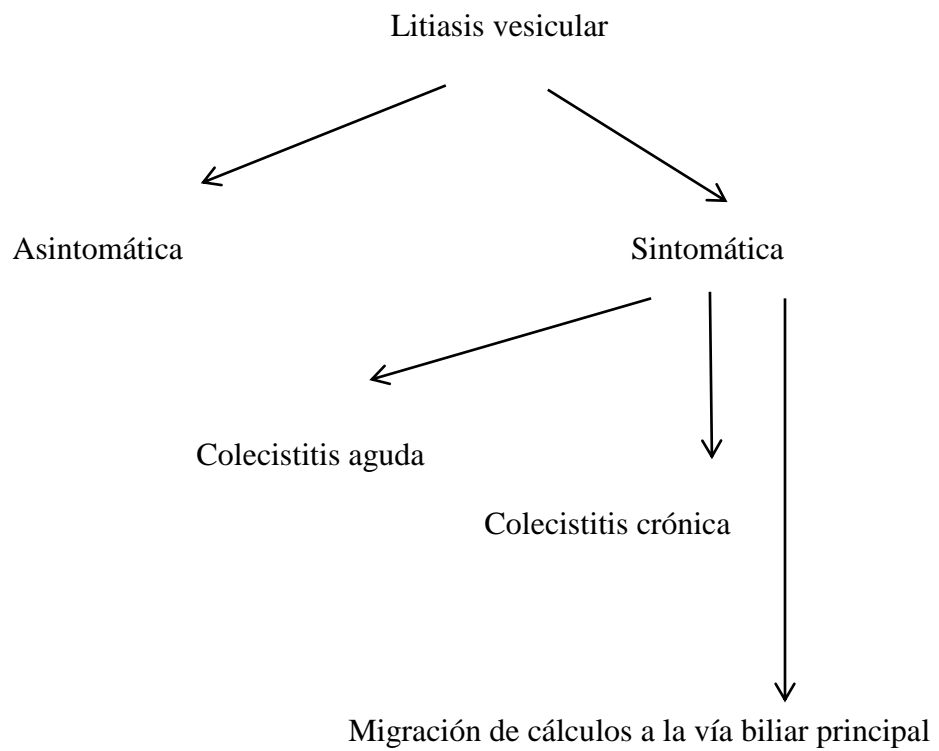 Litiasis vesicular
Asintomática
Sintomática
Colecistitis aguda
Colecistitis crónica
Migración de cálculos a la vía biliar principal